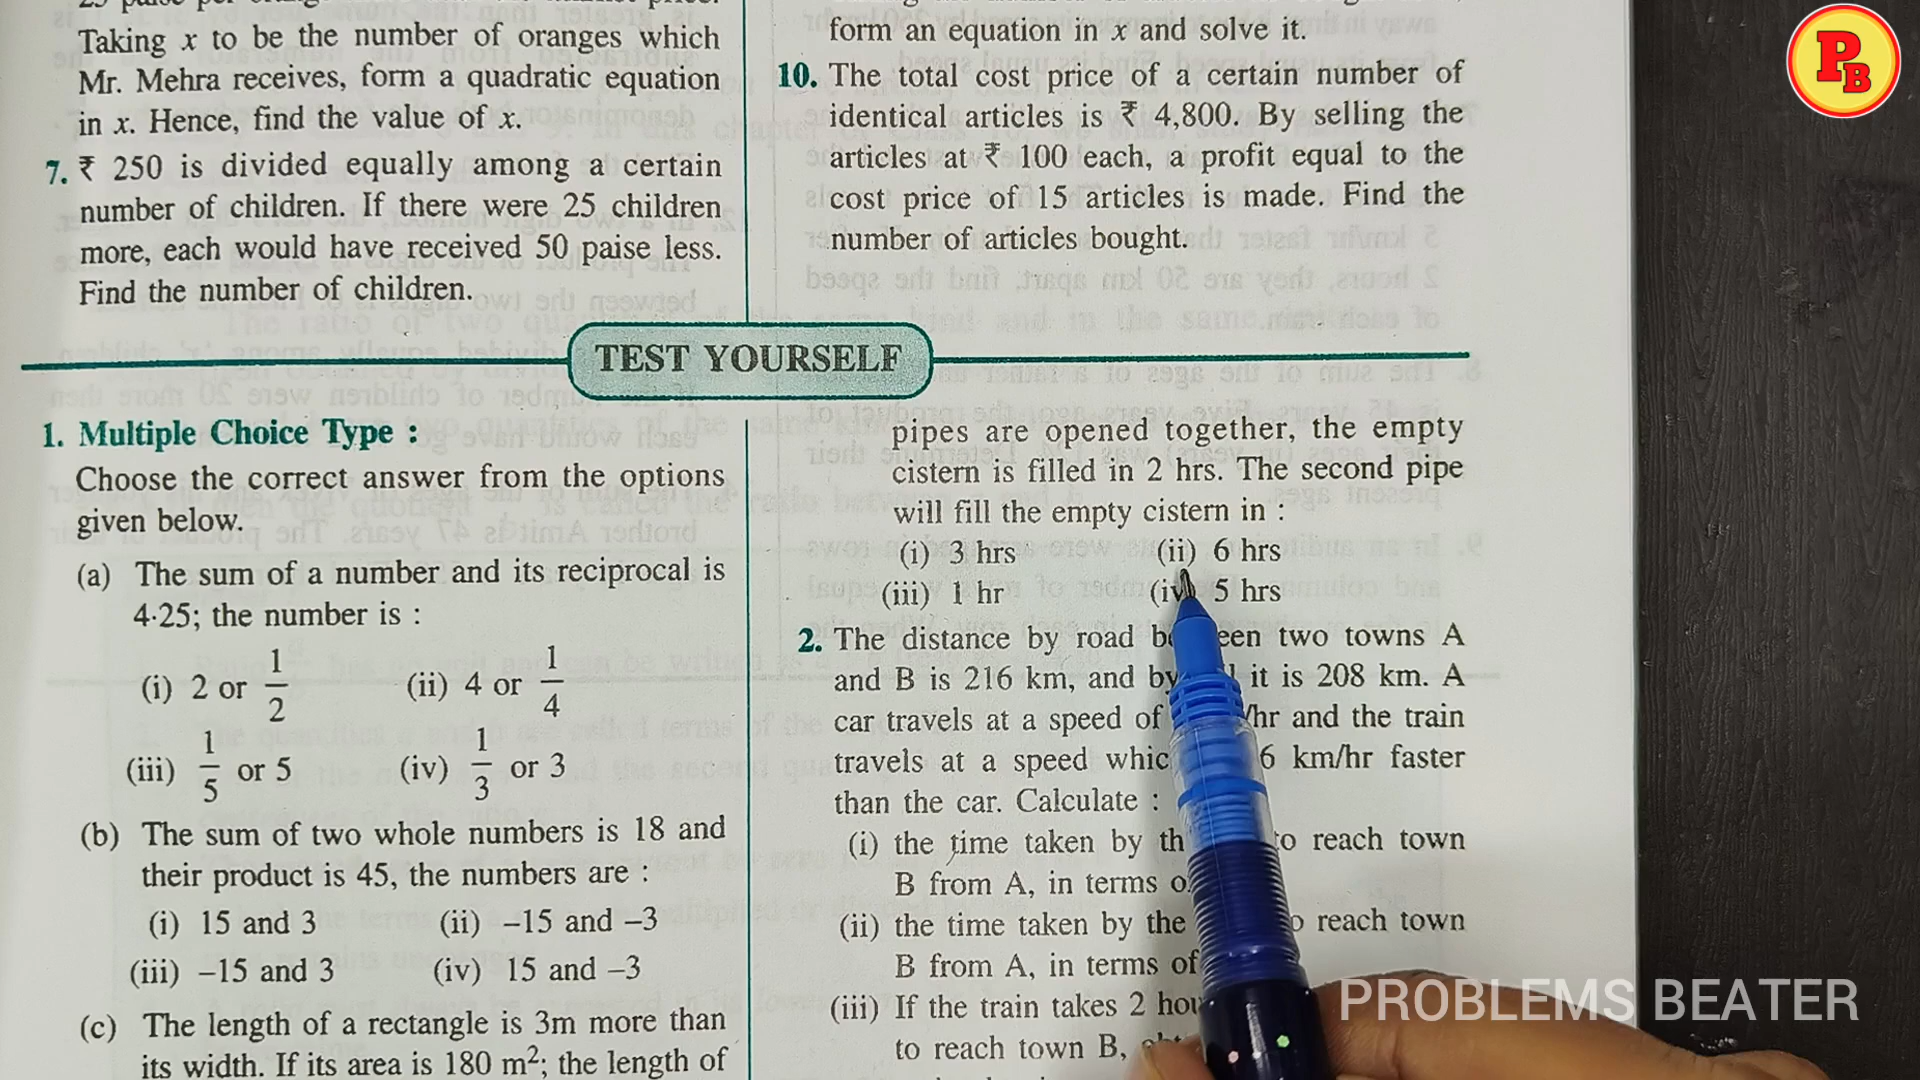 Taking x to be the number of oranges which
Mr. Mehra receives, form a quadratic equation
in x. Hence, find the value of x.
7. ₹ 250 is divided equally among a certain
number of children. If there were 25 children
more, each would have received 50 paise less.
Find the number of children.
form an equation in x and solve it.
10. The total cost price of a certain number of
identical articles is ₹ 4,800. By selling the
articles at ₹ 100 each, a profit equal to the
cost price of 15 articles is made. Find the
number of articles bought.
PB
TEST YOURSELF
1. Multiple Choice Type :
Choose the correct answer from the options
given below.
(a) The sum of a number and its reciprocal is
4·25; the number is :
(i) 2 or 1/2 (ii) 4 or 1/4
(iii) 1/5 or 5 (iv) 1/3 or 3
(b) The sum of two whole numbers is 18 and
their product is 45, the numbers are :
(i) 15 and 3 (ii) –15 and –3
(iii) –15 and 3 (iv) 15 and –3
(c) The length of a rectangle is 3m more than
its width. If its area is 180 m²; the length of
pipes are opened together, the empty
cistern is filled in 2 hrs. The second pipe
will fill the empty cistern in :
(i) 3 hrs (ii) 6 hrs
(iii) 1 hr (iv) 5 hrs
2. The distance by road between two towns A
and B is 216 km, and by it is 208 km. A
car travels at a speed of /hr and the train
travels at a speed 6 km/hr faster
than the car. Calculate :
(i) the time taken by to reach town
B from A, in terms
(ii) the time taken by the to reach town
B from A, in terms of
(iii) If the train takes 2
to reach town B,
PROBLEMS BEATER